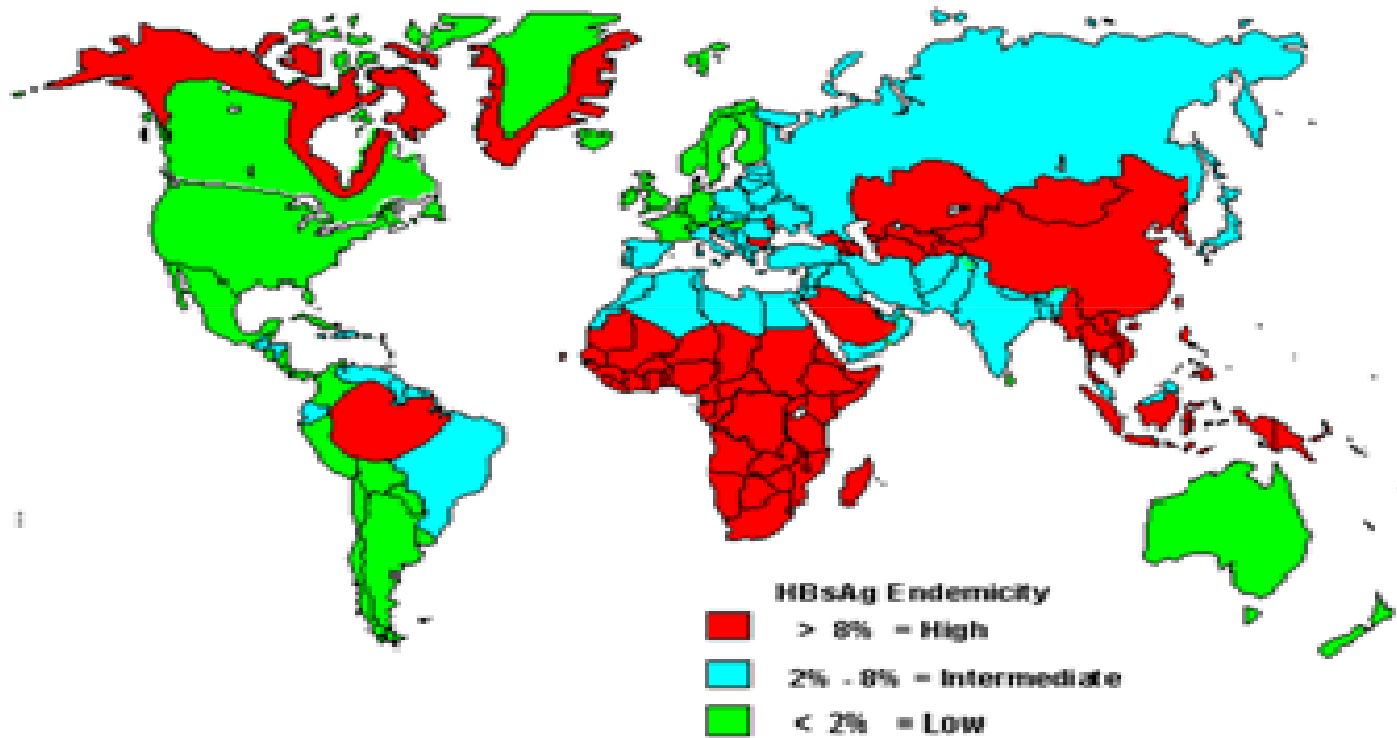 HBsAg Endemicity
> 8% = High
2% - 8% = Intermediate
< 2% = Low